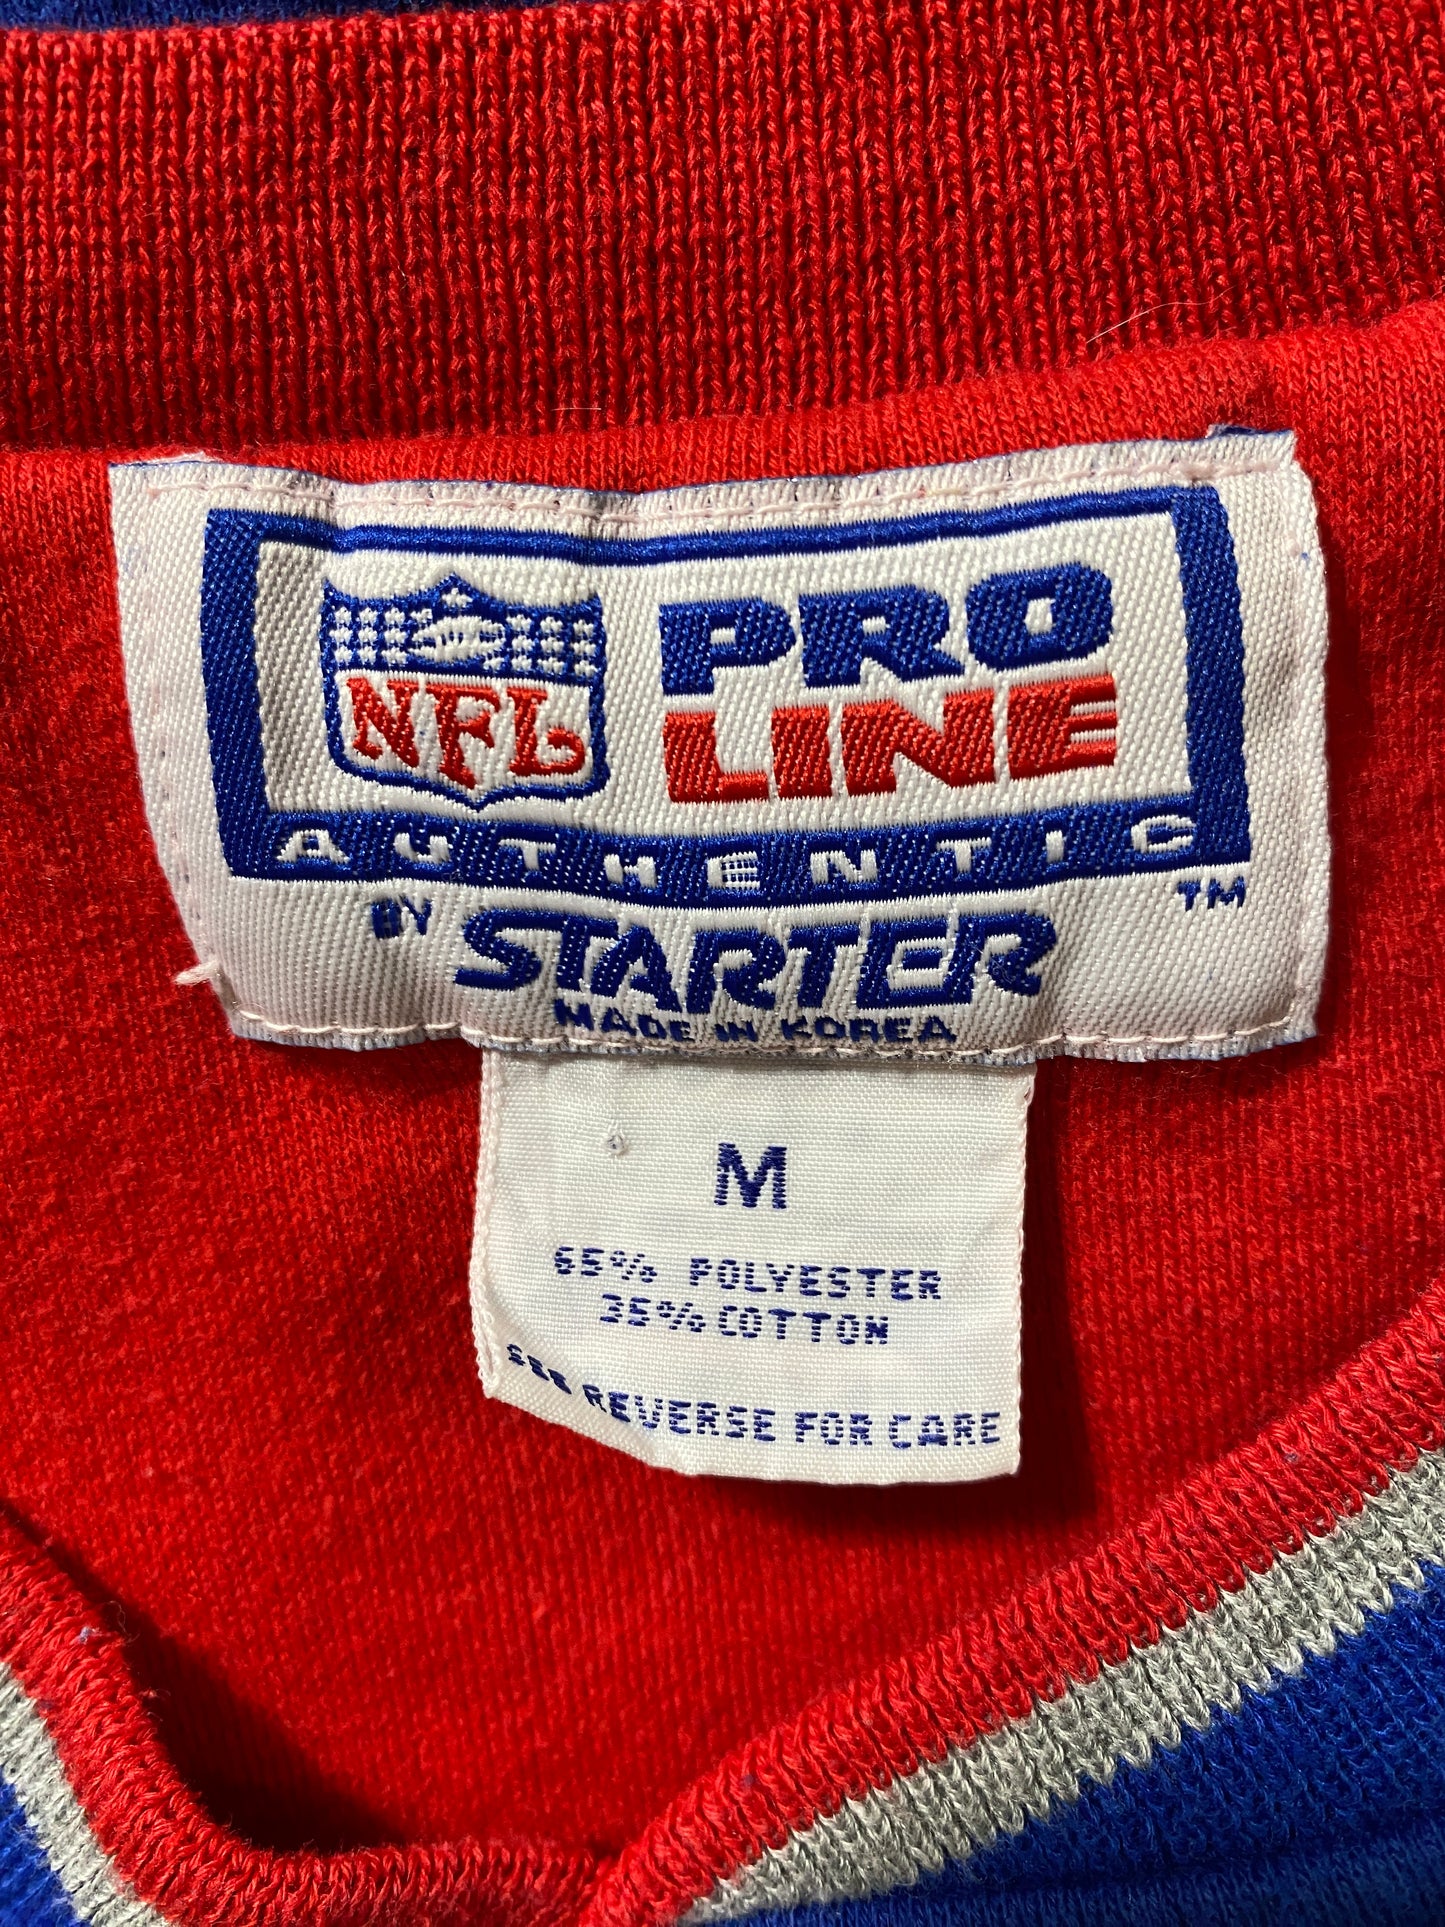 NFL
PRO
LINE
AUTHENTIC
BY STARTER TM
MADE IN KOREA
M
65% POLYESTER
35% COTTON
SEE REVERSE FOR CARE